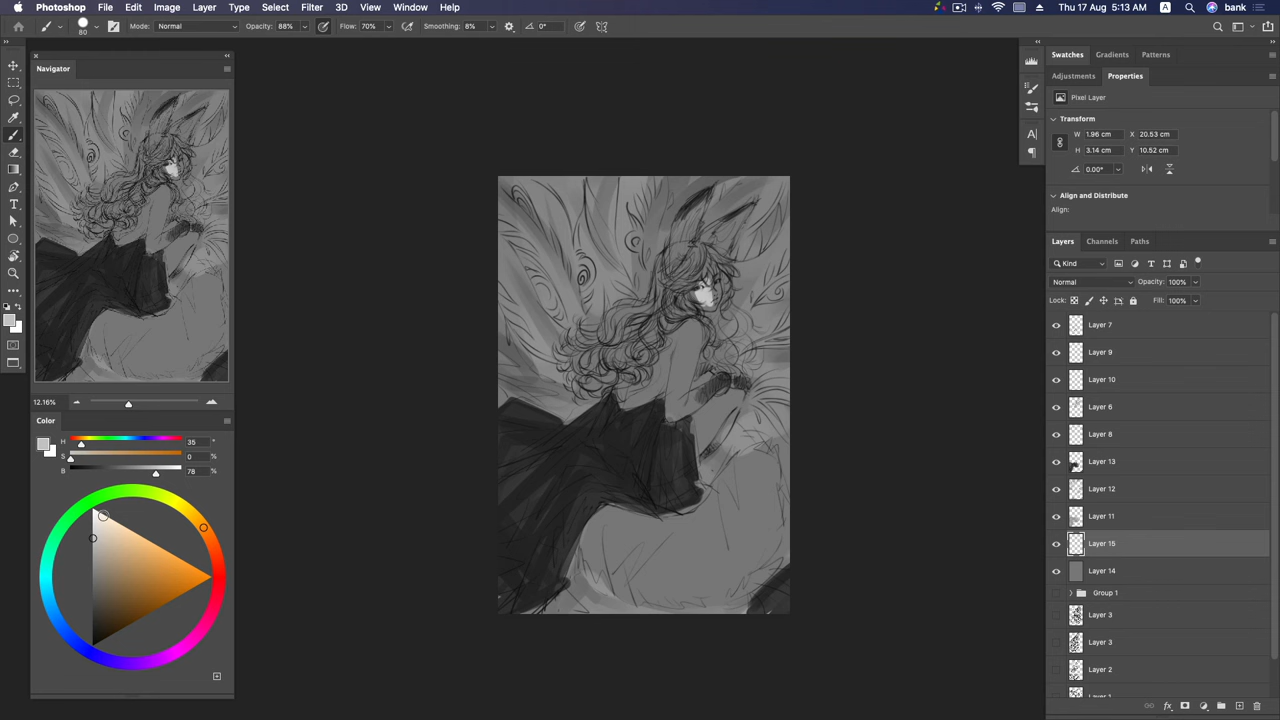 Photoshop File Edit Image Layer Type Select Filter 3D View Window Help Thu 17 Aug 5:13 AM A bank
80 Mode: Normal Opacity: 88% Flow: 70% Smoothing: 8% 0°
Navigator
12.16%
Color
H 35 °
S 0 %
B 78 %
Swatches Gradients Patterns
Adjustments Properties
Pixel Layer
Transform
W 1.96 cm X 20.53 cm
H 3.14 cm Y 10.52 cm
0.00°
Align and Distribute
Align:
Layers Channels Paths
Kind
Normal Opacity: 100%
Lock: Fill: 100%
Layer 7
Layer 9
Layer 10
Layer 6
Layer 8
Layer 13
Layer 12
Layer 11
Layer 15
Layer 14
Group 1
Layer 3
Layer 3
Layer 2
Layer 1